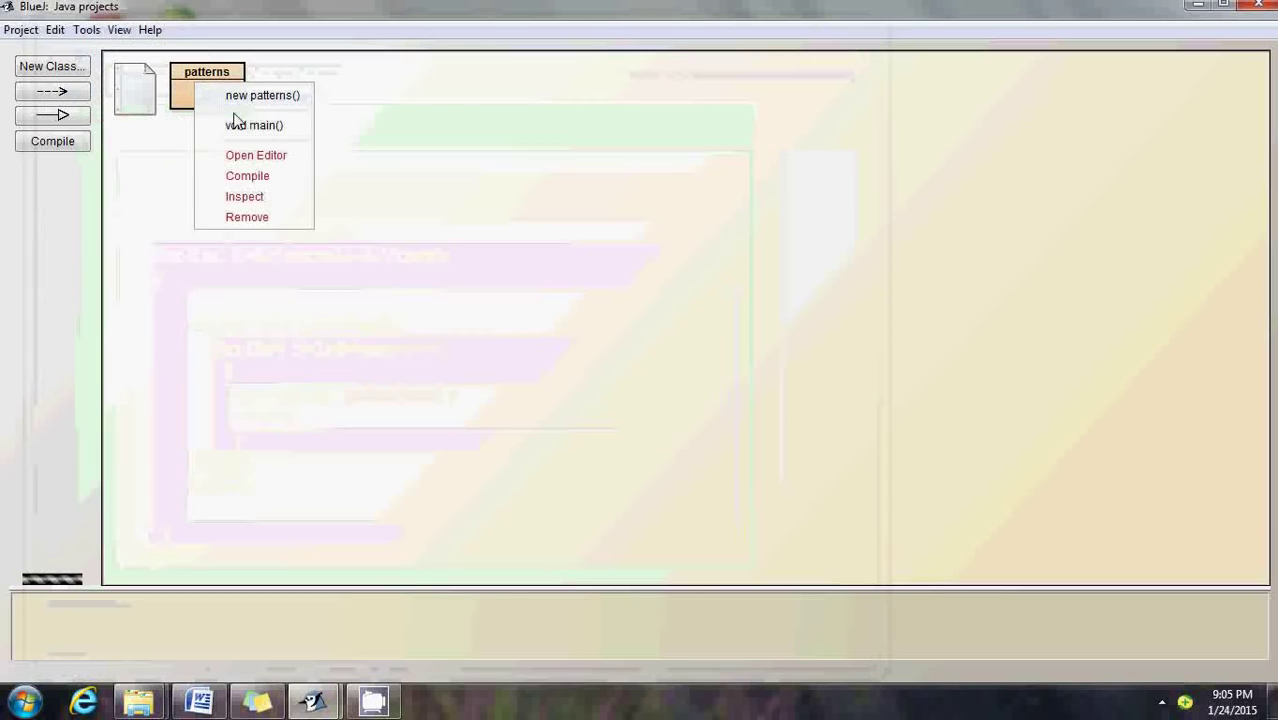 BlueJ: Java projects
Project Edit Tools View Help
New Class...
Compile
patterns
new patterns()
void main()
Open Editor
Compile
Inspect
Remove
9:05 PM
1/24/2015